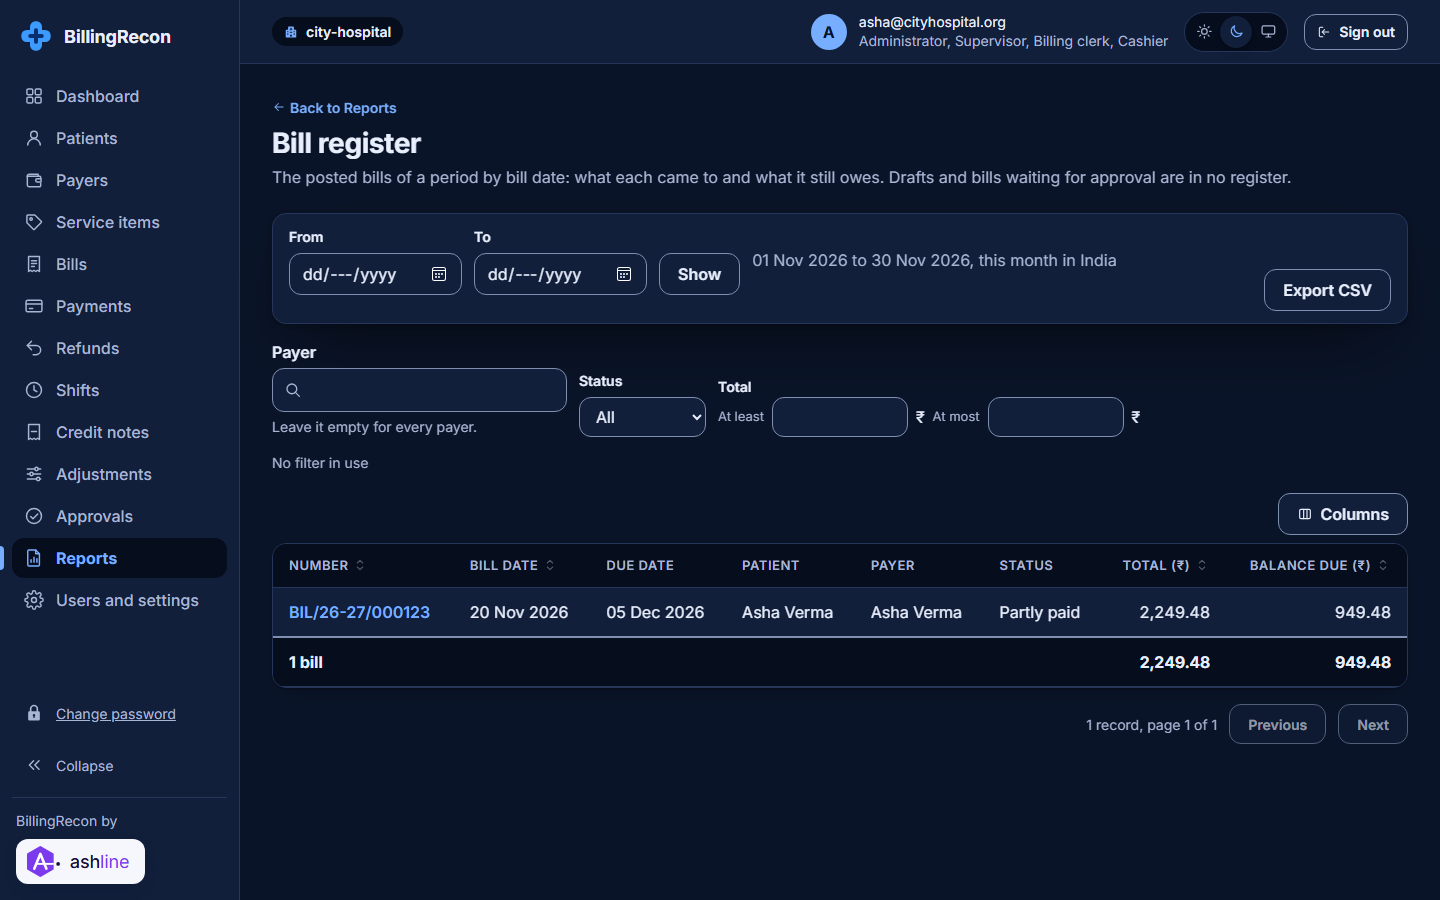 BillingRecon
Dashboard
Patients
Payers
Service items
Bills
Payments
Refunds
Shifts
Credit notes
Adjustments
Approvals
Reports
Users and settings
Change password
Collapse
BillingRecon by
A ashline
city-hospital
A
asha@cityhospital.org
Administrator, Supervisor, Billing clerk, Cashier
Sign out
Back to Reports
Bill register
The posted bills of a period by bill date: what each came to and what it still owes. Drafts and bills waiting for approval are in no register.
From To
dd/---/yyyy dd/---/yyyy Show 01 Nov 2026 to 30 Nov 2026, this month in India
Export CSV
Payer
Leave it empty for every payer.
Status
All
Total
At least ₹ At most ₹
No filter in use
Columns
NUMBER BILL DATE DUE DATE PATIENT PAYER STATUS TOTAL (₹) BALANCE DUE (₹)
BIL/26-27/000123 20 Nov 2026 05 Dec 2026 Asha Verma Asha Verma Partly paid 2,249.48 949.48
1 bill 2,249.48 949.48
1 record, page 1 of 1 Previous Next